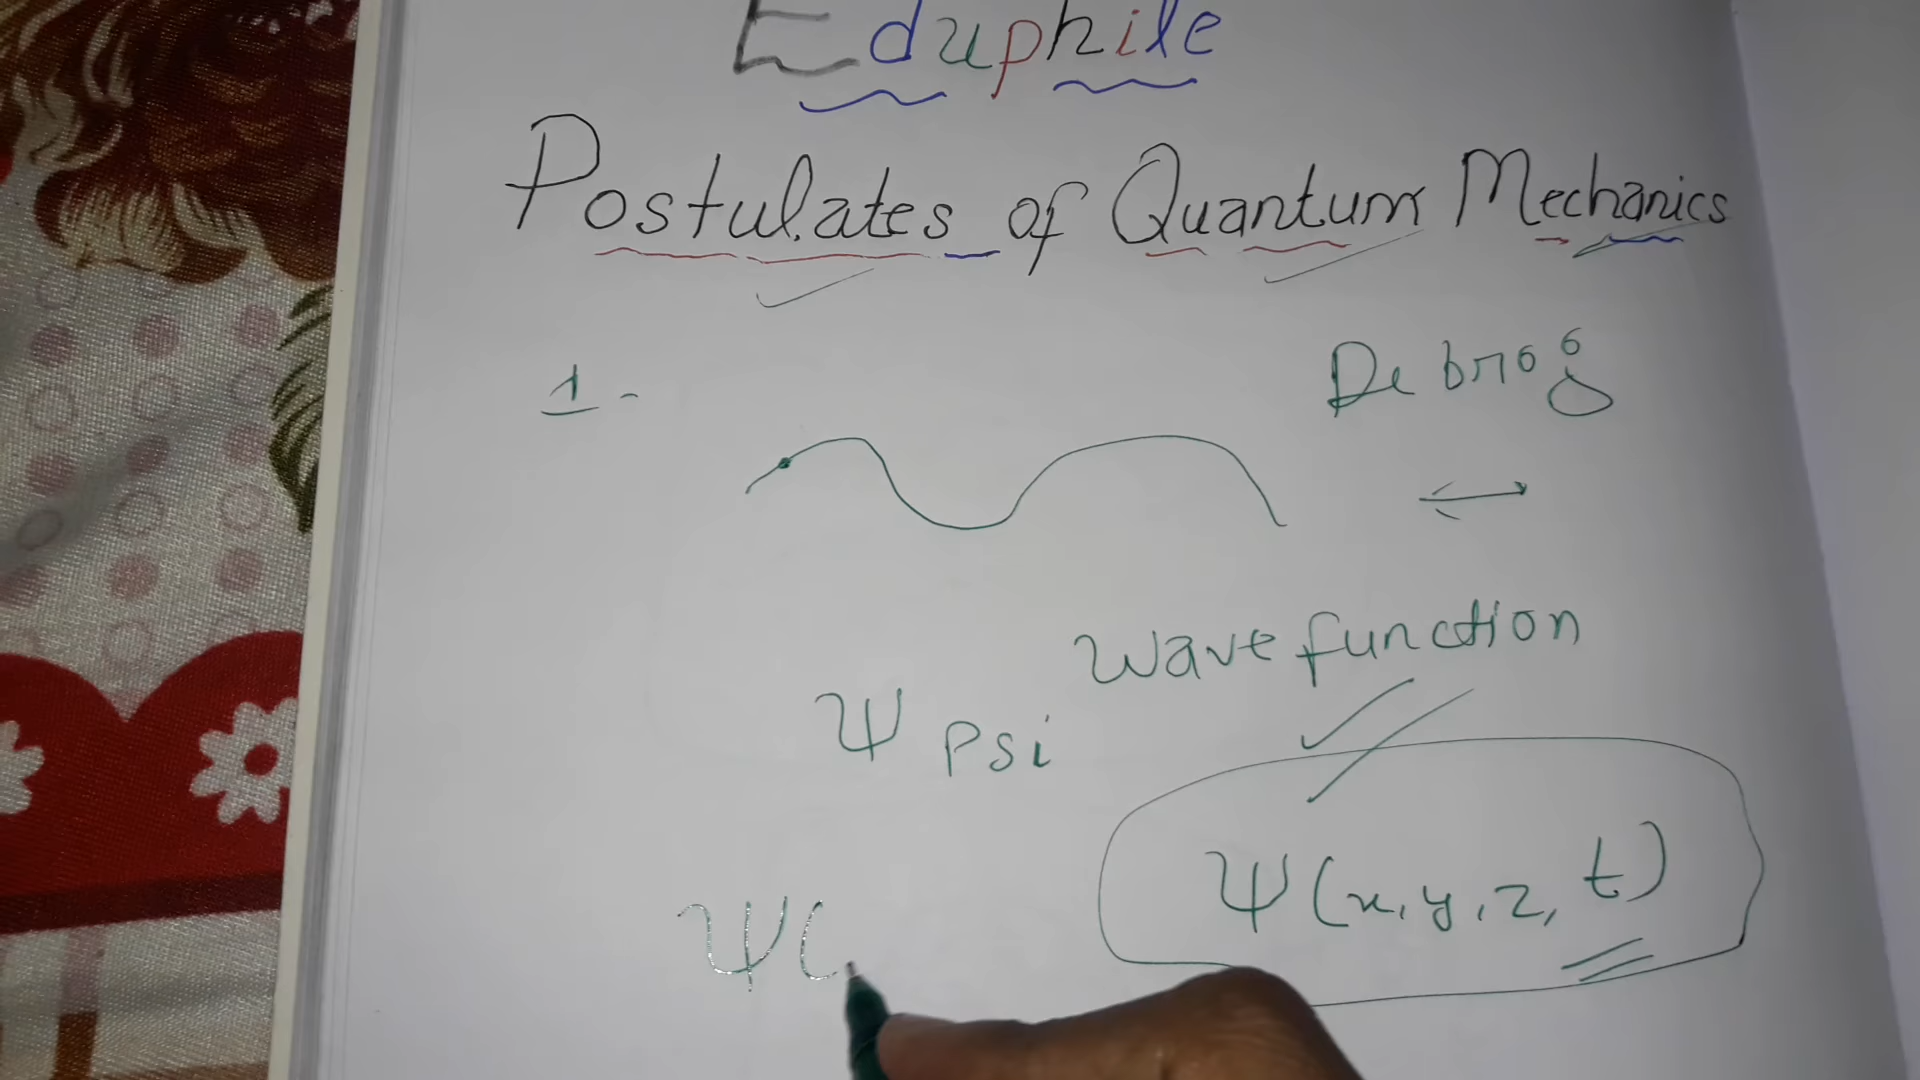 Eduphile
Postulates of Quantum Mechanics
1 -
De brog
wave function
Ψ Psi
Ψ(x, y, z, t)
Ψ(